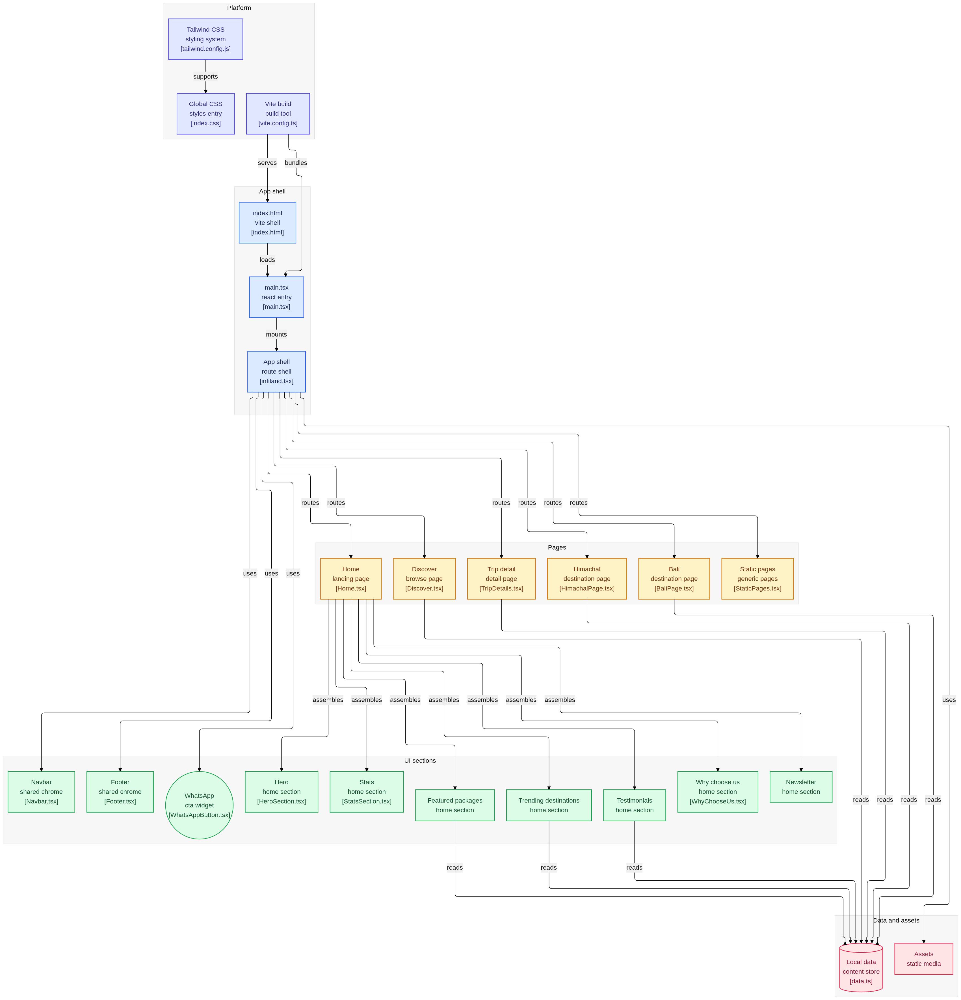 Platform
Tailwind CSS
styling system
[tailwind.config.js]
supports
Global CSS
styles entry
[index.css]
Vite build
build tool
[vite.config.ts]
serves
bundles
App shell
index.html
vite shell
[index.html]
loads
main.tsx
react entry
[main.tsx]
mounts
App shell
route shell
[infiland.tsx]
routes
routes
routes
routes
routes
routes
Pages
Home
landing page
[Home.tsx]
Discover
browse page
[Discover.tsx]
Trip detail
detail page
[TripDetails.tsx]
Himachal
destination page
[HimachalPage.tsx]
Bali
destination page
[BaliPage.tsx]
Static pages
generic pages
[StaticPages.tsx]
uses
uses
uses
assembles
assembles
assembles
assembles
assembles
assembles
assembles
uses
UI sections
Navbar
shared chrome
[Navbar.tsx]
Footer
shared chrome
[Footer.tsx]
WhatsApp
cta widget
[WhatsAppButton.tsx]
Hero
home section
[HeroSection.tsx]
Stats
home section
[StatsSection.tsx]
Featured packages
home section
Trending destinations
home section
Testimonials
home section
Why choose us
home section
[WhyChooseUs.tsx]
Newsletter
home section
reads
reads
reads
reads
reads
reads
reads
Data and assets
Local data
content store
[data.ts]
Assets
static media